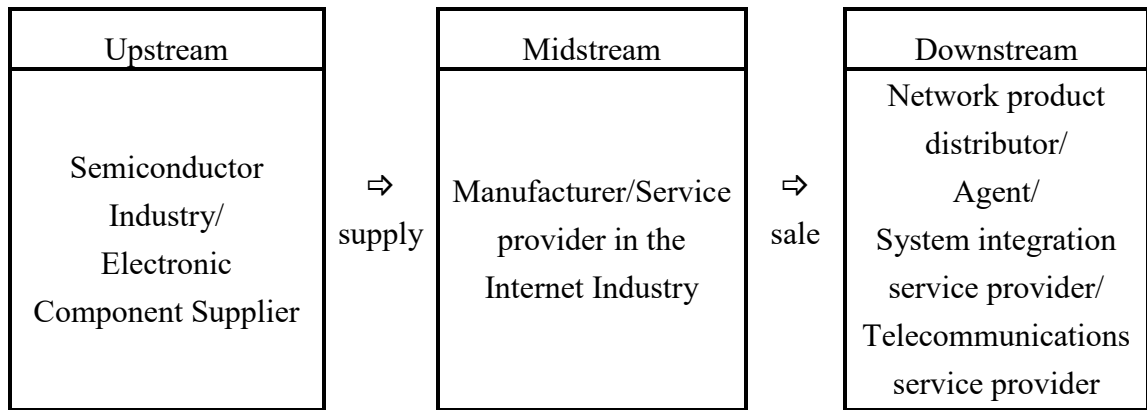 Upstream
Semiconductor
Industry/
Electronic
Component Supplier
⇨
supply
Midstream
Manufacturer/Service
provider in the
Internet Industry
⇨
sale
Downstream
Network product
distributor/
Agent/
System integration
service provider/
Telecommunications
service provider